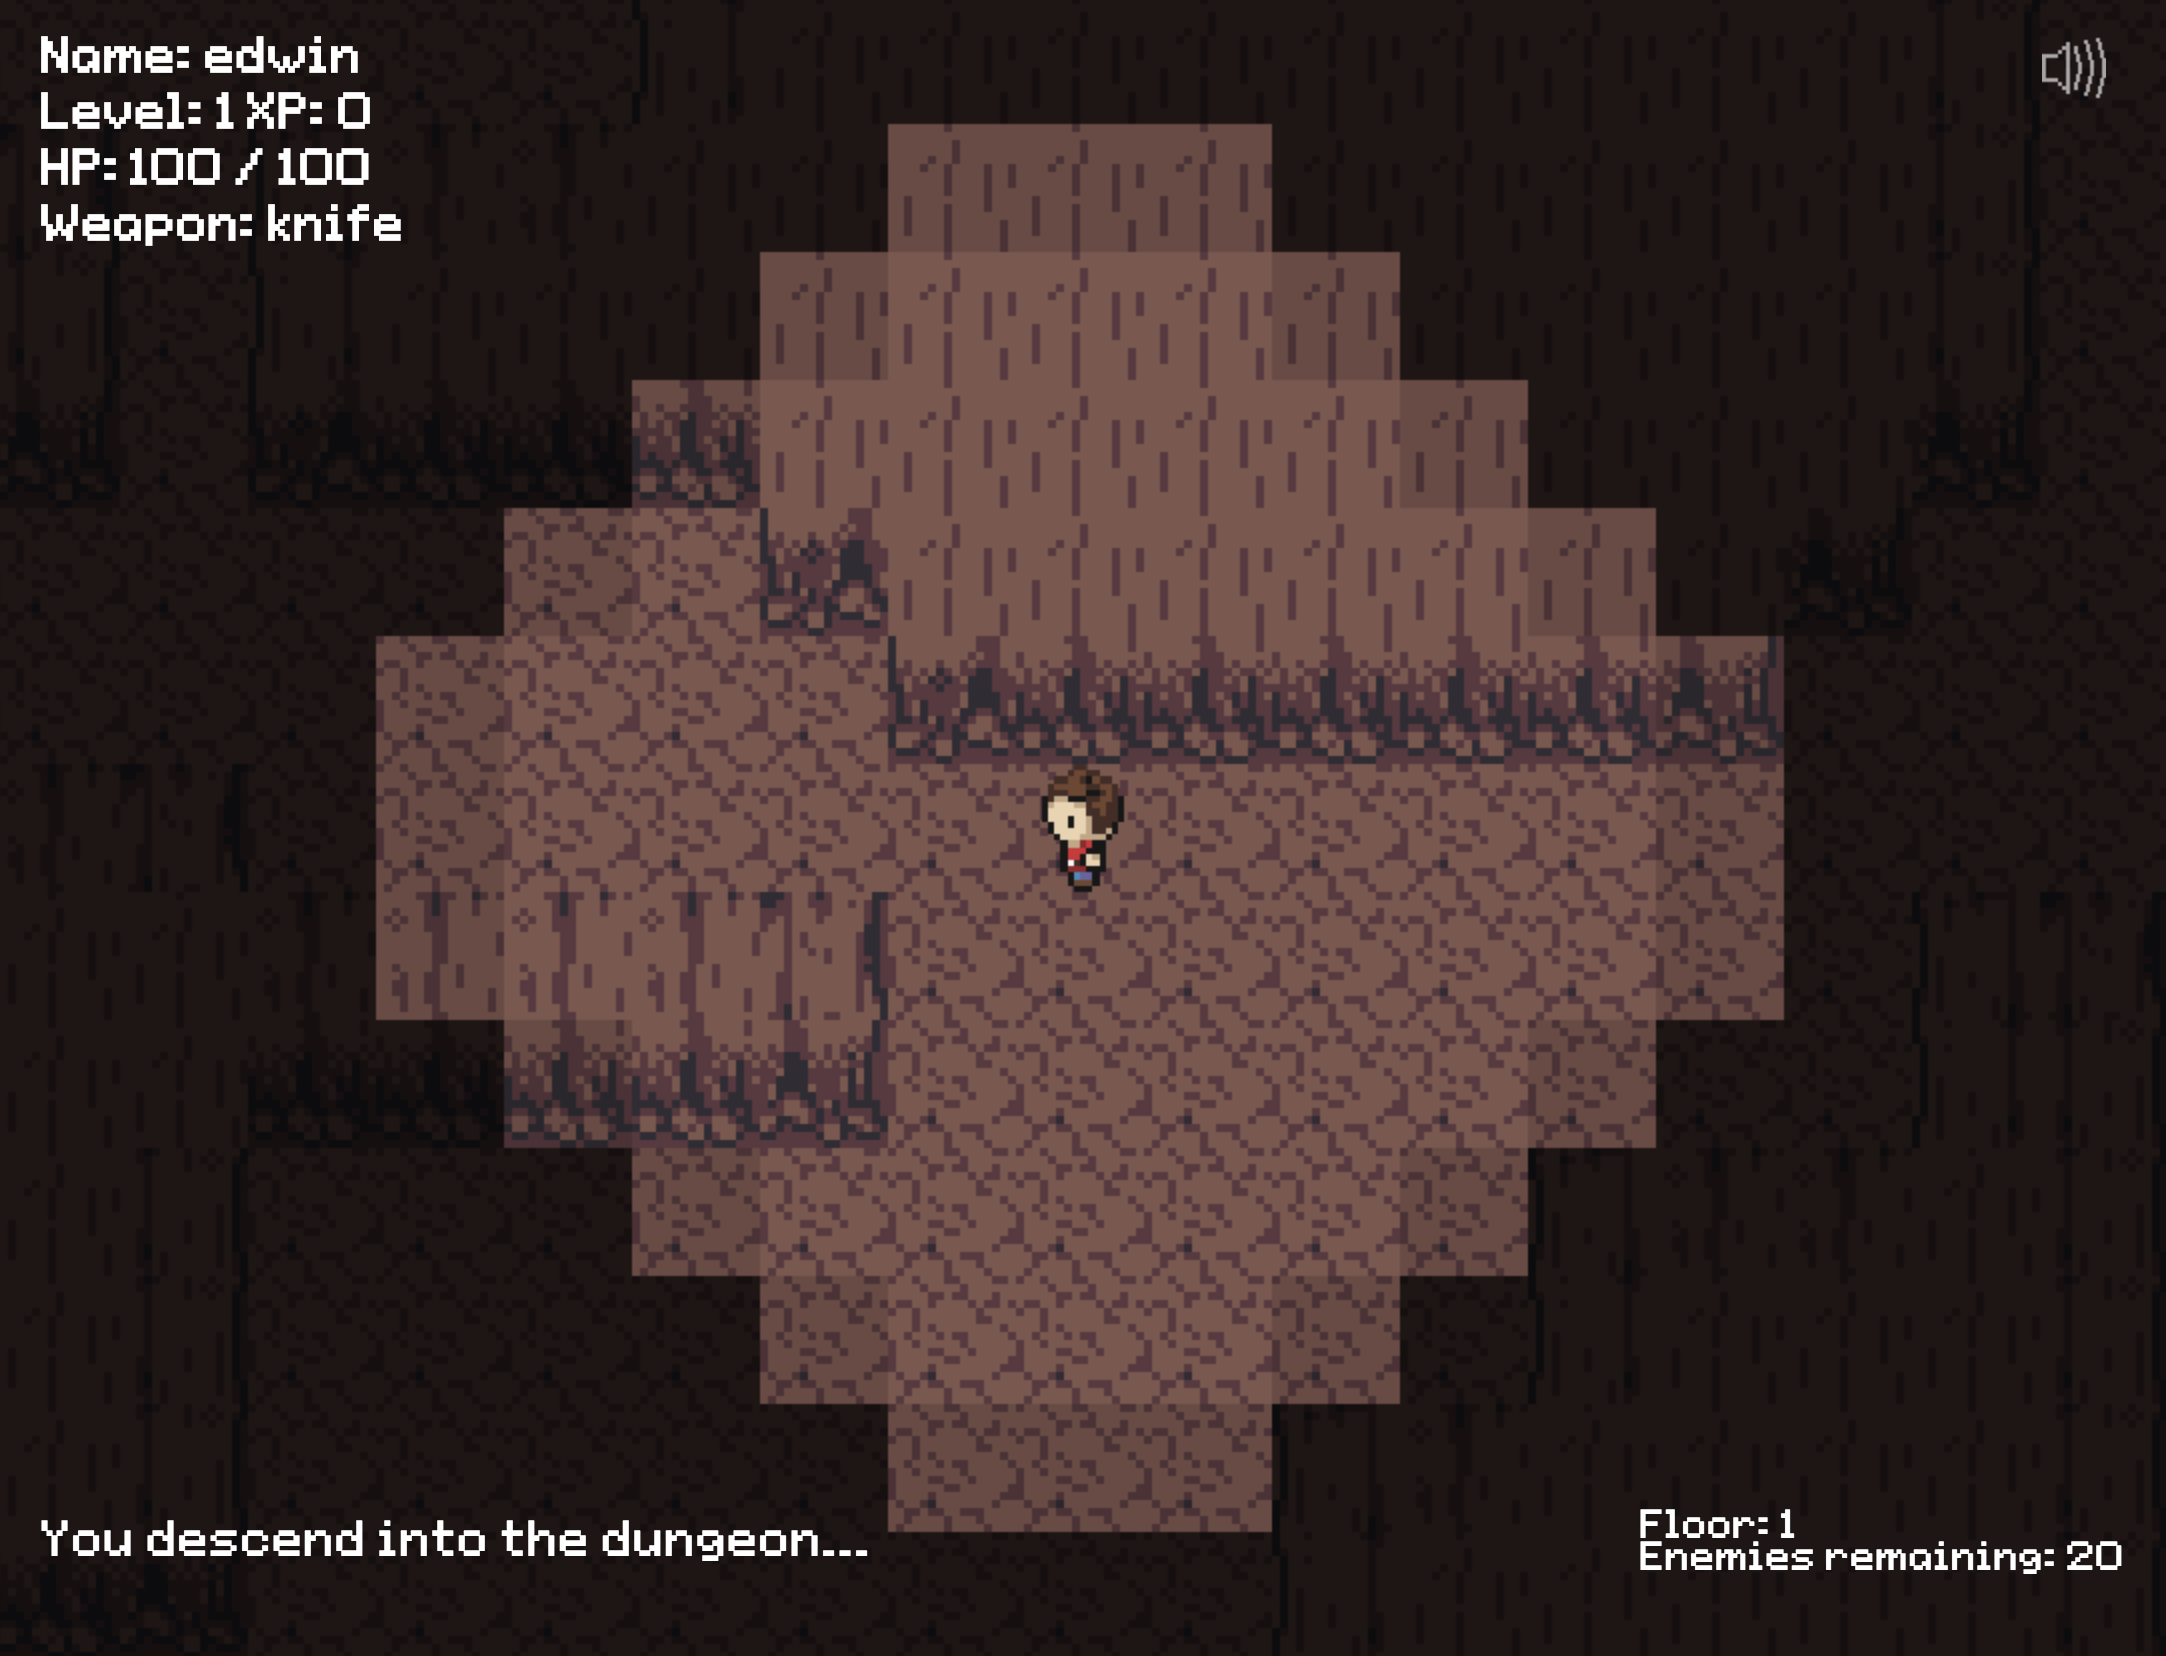 Name: edwin
Level: 1 XP: 0
HP: 100 / 100
Weapon: knife
You descend into the dungeon...
Floor: 1
Enemies remaining: 20